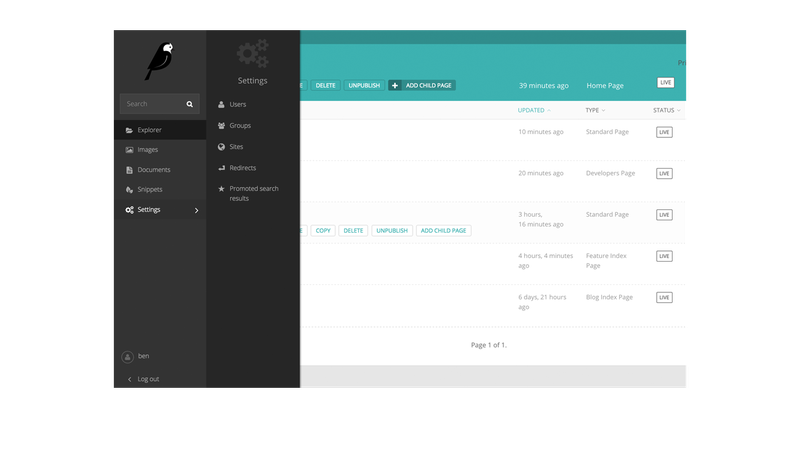 Search
Explorer
Images
Documents
Snippets
Settings
ben
Log out
Settings
Users
Groups
Sites
Redirects
Promoted search
results
DELETE
UNPUBLISH
ADD CHILD PAGE
39 minutes ago
Home Page
LIVE
UPDATED
TYPE
STATUS
10 minutes ago
Standard Page
LIVE
20 minutes ago
Developers Page
LIVE
3 hours,
16 minutes ago
Standard Page
LIVE
COPY
DELETE
UNPUBLISH
ADD CHILD PAGE
4 hours, 4 minutes
ago
Feature Index
Page
LIVE
6 days, 21 hours
ago
Blog Index Page
LIVE
Page 1 of 1.